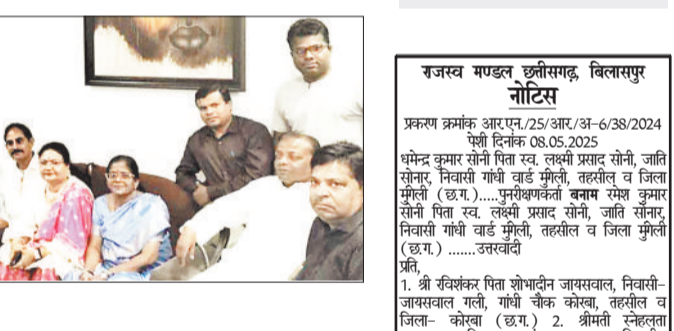 राजस्व मण्डल छत्तीसगढ़, बिलासपुर
नोटिस
प्रकरण क्रमांक आर.एन./25/आर./अ-6/38/2024
पेशी दिनांक 08.05.2025
धमेन्द्र कुमार सोनी पिता स्व. लक्ष्मी प्रसाद सोनी, जाति
सोनार, निवासी गांधी वार्ड मुंगेली, तहसील व जिला
मुंगेली (छ.ग.).....पुनरीक्षणकर्ता बनाम रमेश कुमार
सोनी पिता स्व. लक्ष्मी प्रसाद सोनी, जाति सोनार,
निवासी गांधी वार्ड मुंगेली, तहसील व जिला मुंगेली
(छ.ग.) .......उत्तरवादी
प्रति,
1. श्री रविशंकर पिता शोभादीन जायसवाल, निवासी-
जायसवाल गली, गांधी चौक कोरबा, तहसील व
जिला- कोरबा (छ.ग.) 2. श्रीमती स्नेहलता